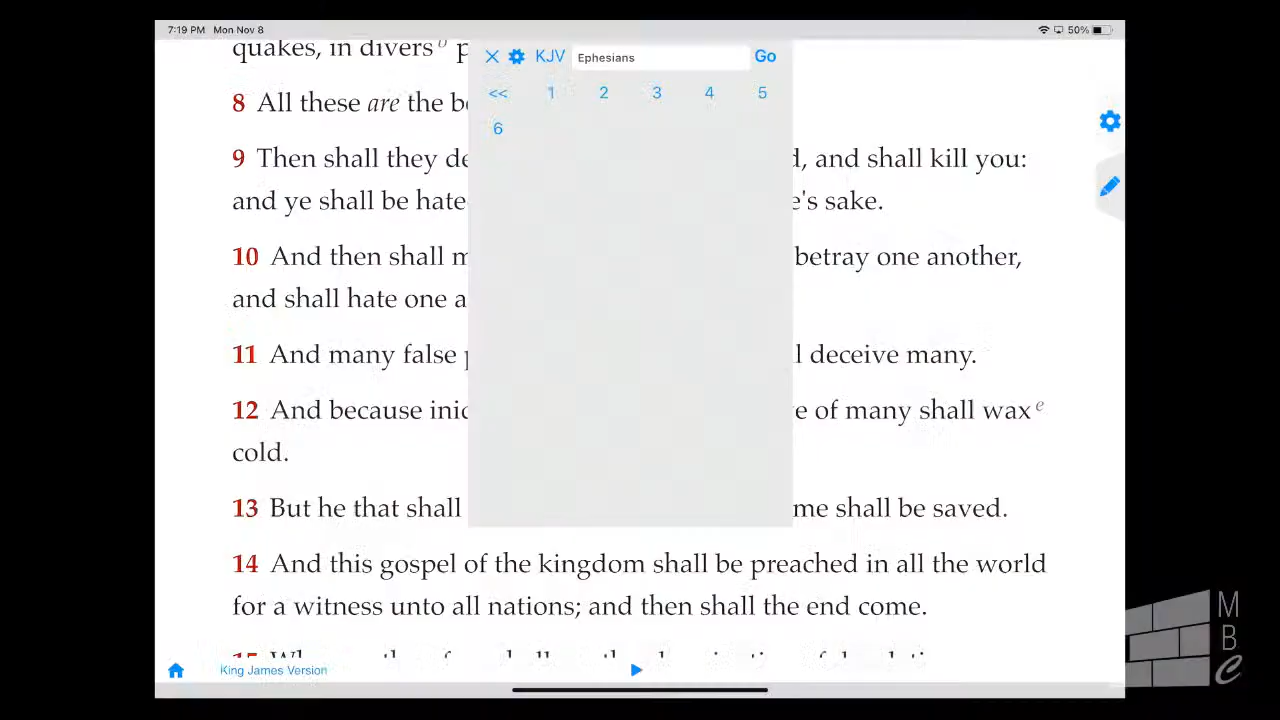 7:19 PM Mon Nov 8
50%
quakes, in divers
KJV Ephesians Go
<< 1 2 3 4 5
6
8 All these are the be
9 Then shall they de d, and shall kill you:
and ye shall be hate e's sake.
10 And then shall m betray one another,
and shall hate one a
11 And many false l deceive many.
12 And because inic e of many shall wax e
cold.
13 But he that shall me shall be saved.
14 And this gospel of the kingdom shall be preached in all the world
for a witness unto all nations; and then shall the end come.
King James Version
M
B
C